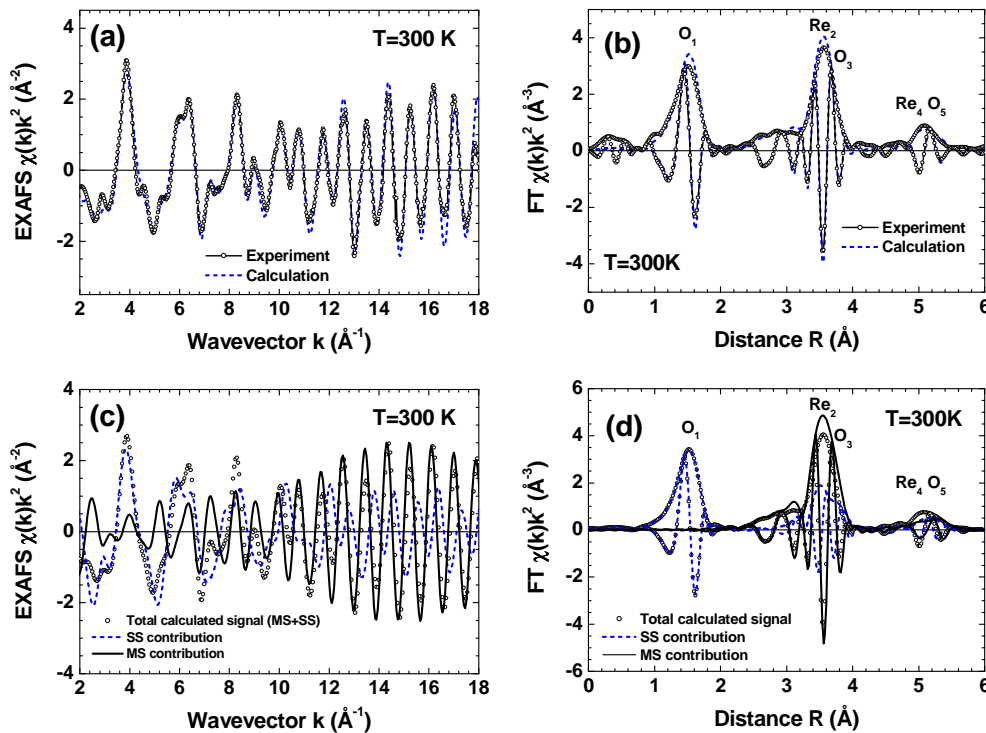 (a)
T=300 K
EXAFS χ(k)k² (Å⁻²)
4
2
0
-2
Experiment
Calculation
2 4 6 8 10 12 14 16 18
Wavevector k (Å⁻¹)
(b)
O₁
Re₂
O₃
Re₄ O₅
FT χ(k)k² (Å⁻³)
4
2
0
-2
-4
Experiment
Calculation
T=300K
0 1 2 3 4 5 6
Distance R (Å)
(c)
T=300 K
EXAFS χ(k)k² (Å⁻²)
4
2
0
-2
-4
Total calculated signal (MS+SS)
SS contribution
MS contribution
2 4 6 8 10 12 14 16 18
Wavevector k (Å⁻¹)
(d)
T=300K
O₁
Re₂
O₃
Re₄ O₅
FT χ(k)k² (Å⁻³)
6
4
2
0
-2
-4
-6
Total calculated signal
SS contribution
MS contribution
0 1 2 3 4 5 6
Distance R (Å)